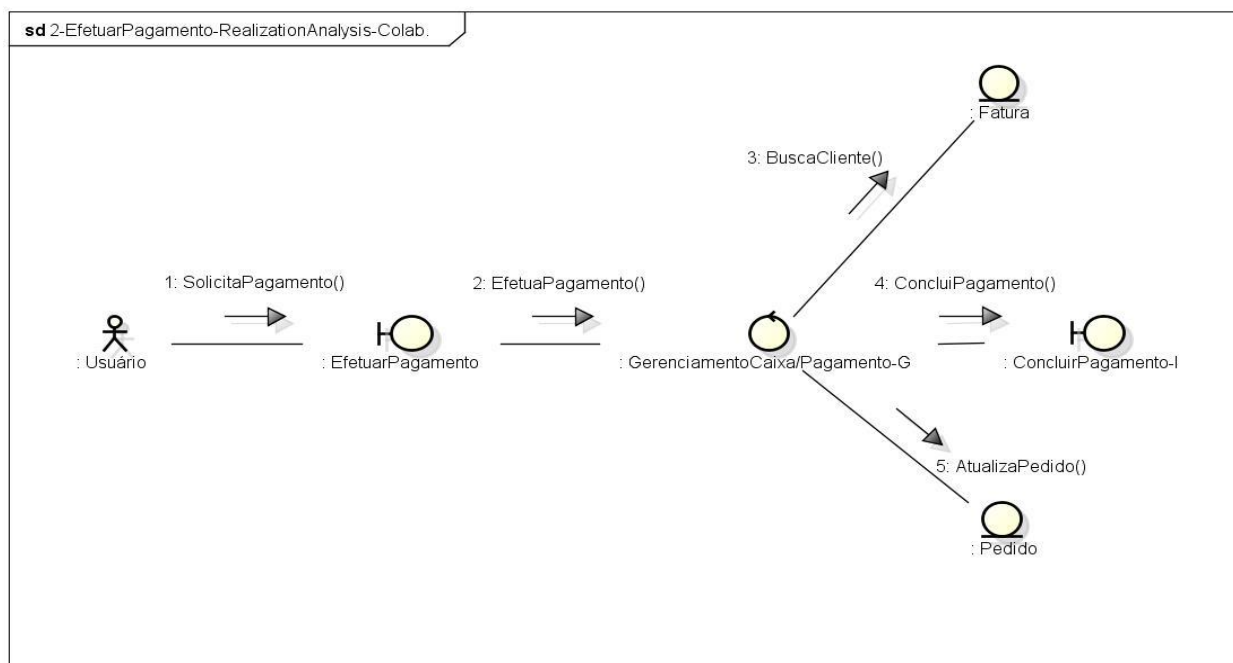 sd 2-EfetuarPagamento-RealizationAnalysis-Colab.
: Fatura
3: BuscaCliente()
1: SolicitaPagamento()
2: EfetuaPagamento()
4: ConcluiPagamento()
: Usuário
: EfetuarPagamento
: GerenciamentoCaixa/Pagamento-G
: ConcluirPagamento-I
5: AtualizaPedido()
: Pedido